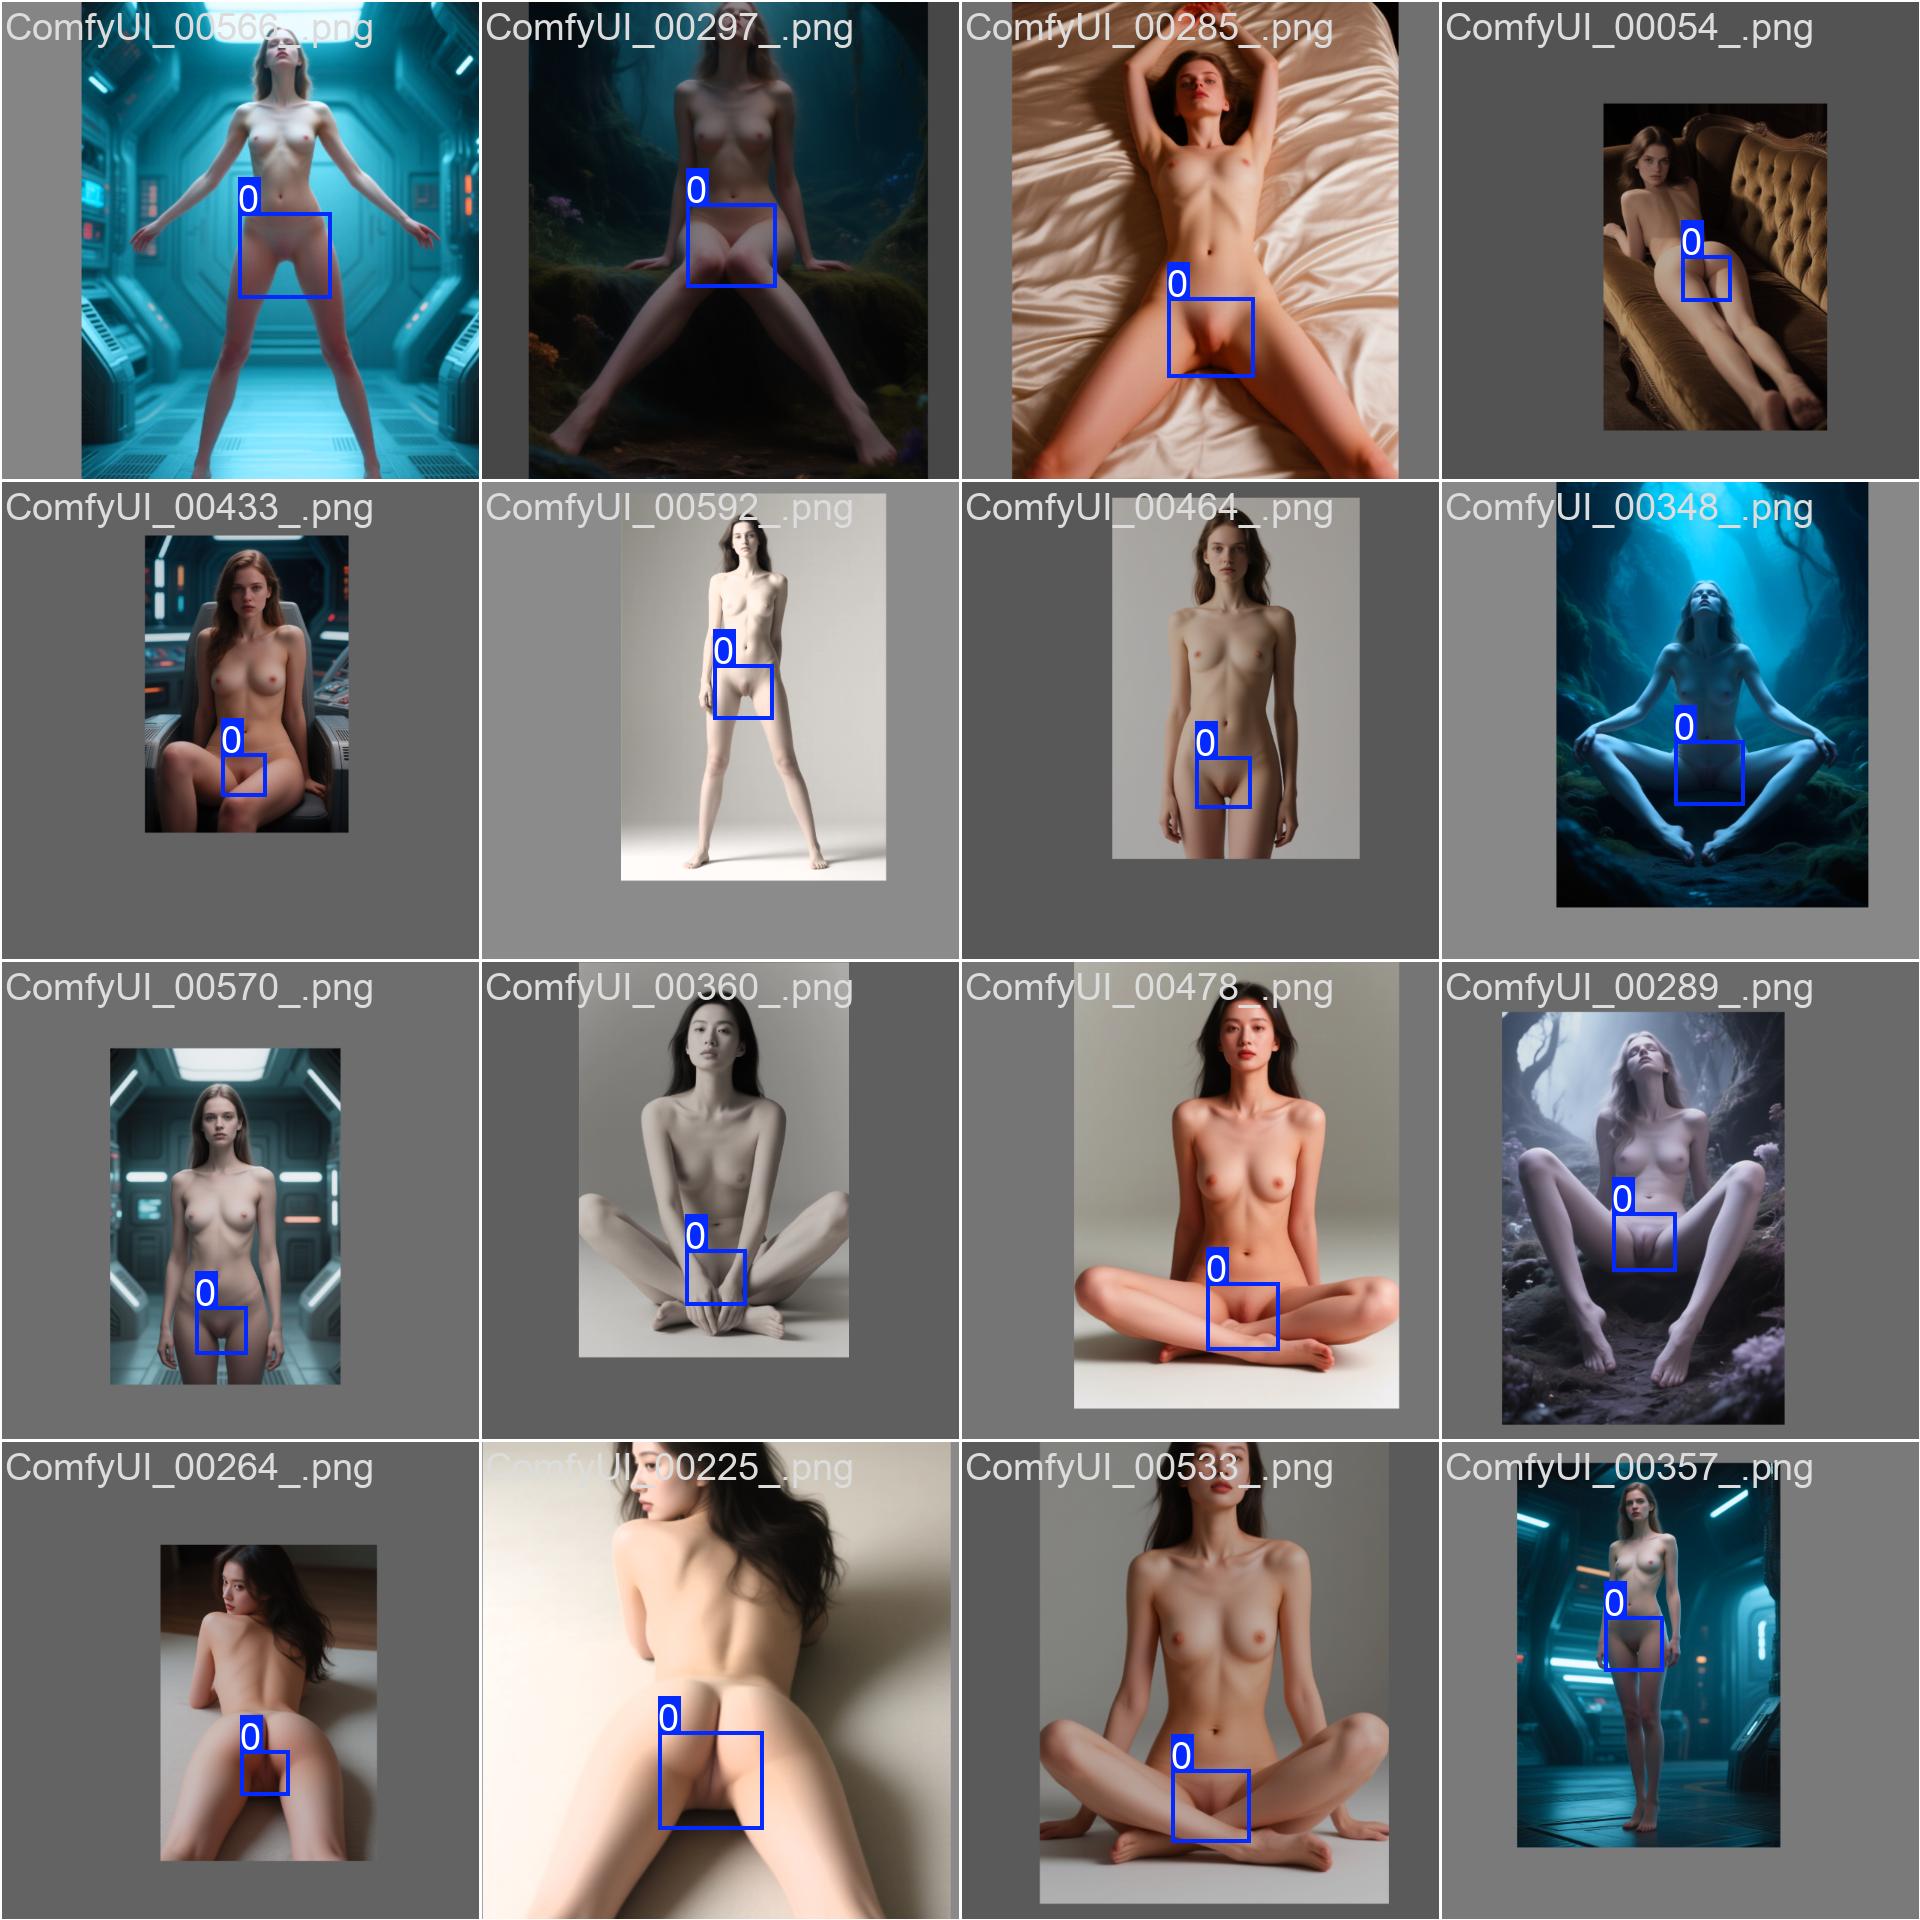 ComfyUI_00566_.png
ComfyUI_00297_.png
ComfyUI_00285_.png
ComfyUI_00054_.png
0
0
0
0
ComfyUI_00433_.png
ComfyUI_00592_.png
ComfyUI_00464_.png
ComfyUI_00348_.png
0
0
0
0
ComfyUI_00570_.png
ComfyUI_00360_.png
ComfyUI_00478_.png
ComfyUI_00289_.png
0
0
0
0
ComfyUI_00264_.png
ComfyUI_00225_.png
ComfyUI_00533_.png
ComfyUI_00357_.png
0
0
0
0